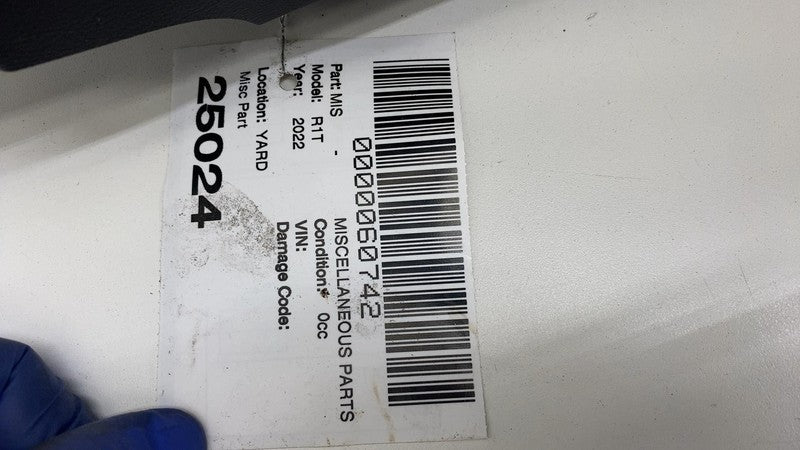 0000060742
Part: MIS - MISCELLANEOUS PARTS
Model: R1T Condition: 0cc
Year: 2022 VIN:
Damage Code:
Location: YARD
Misc Part
25024